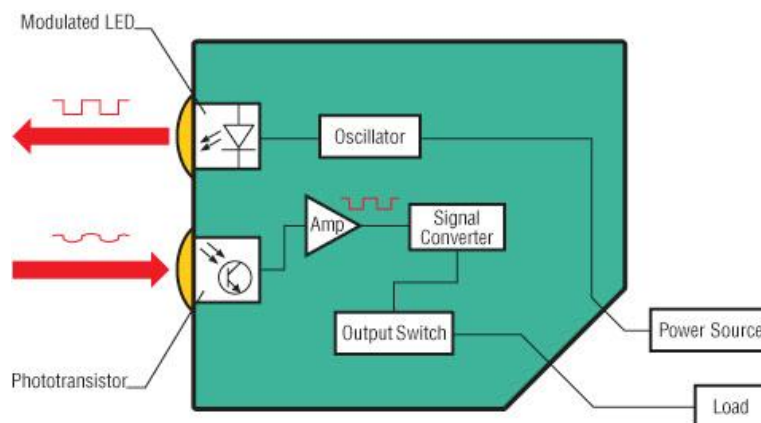 Modulated LED
Oscillator
Amp
Signal
Converter
Output Switch
Power Source
Phototransistor
Load